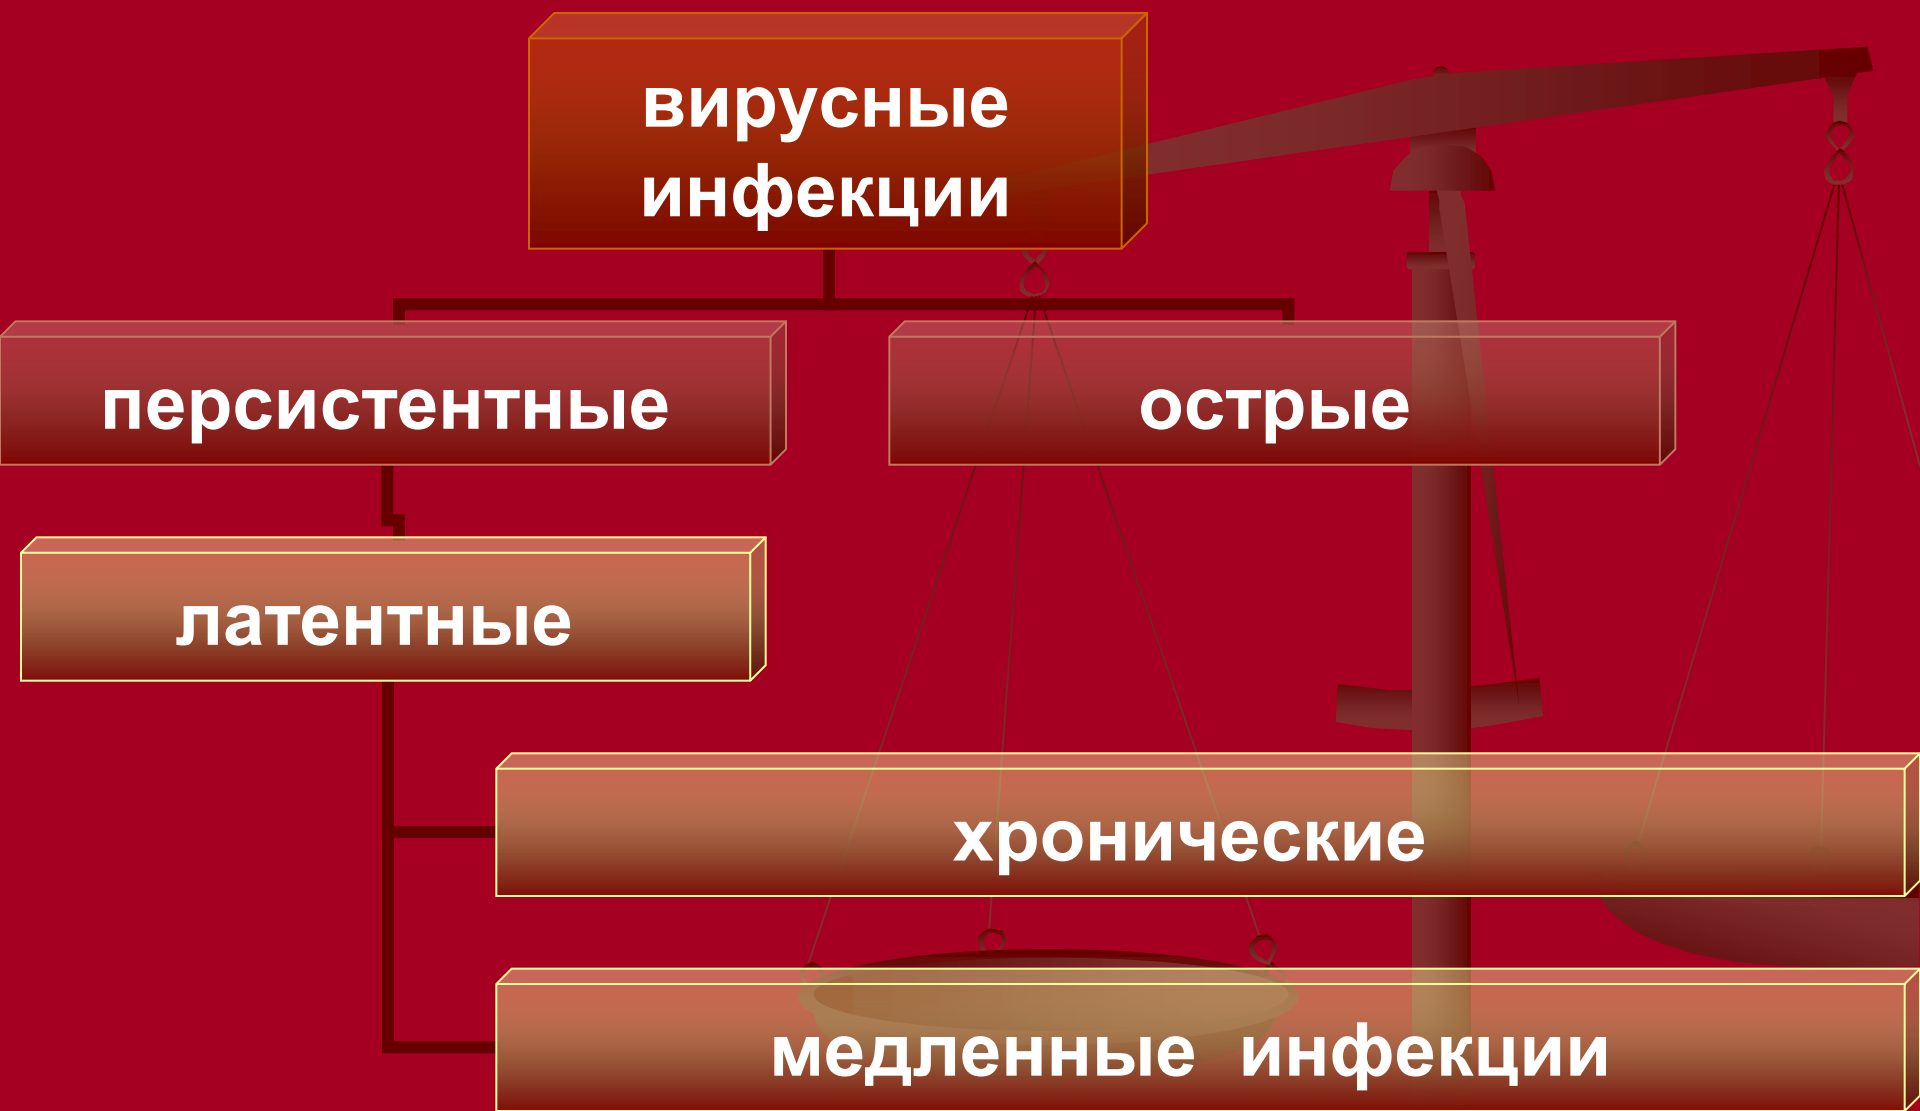 вирусные
инфекции
персистентные
острые
латентные
хронические
медленные инфекции